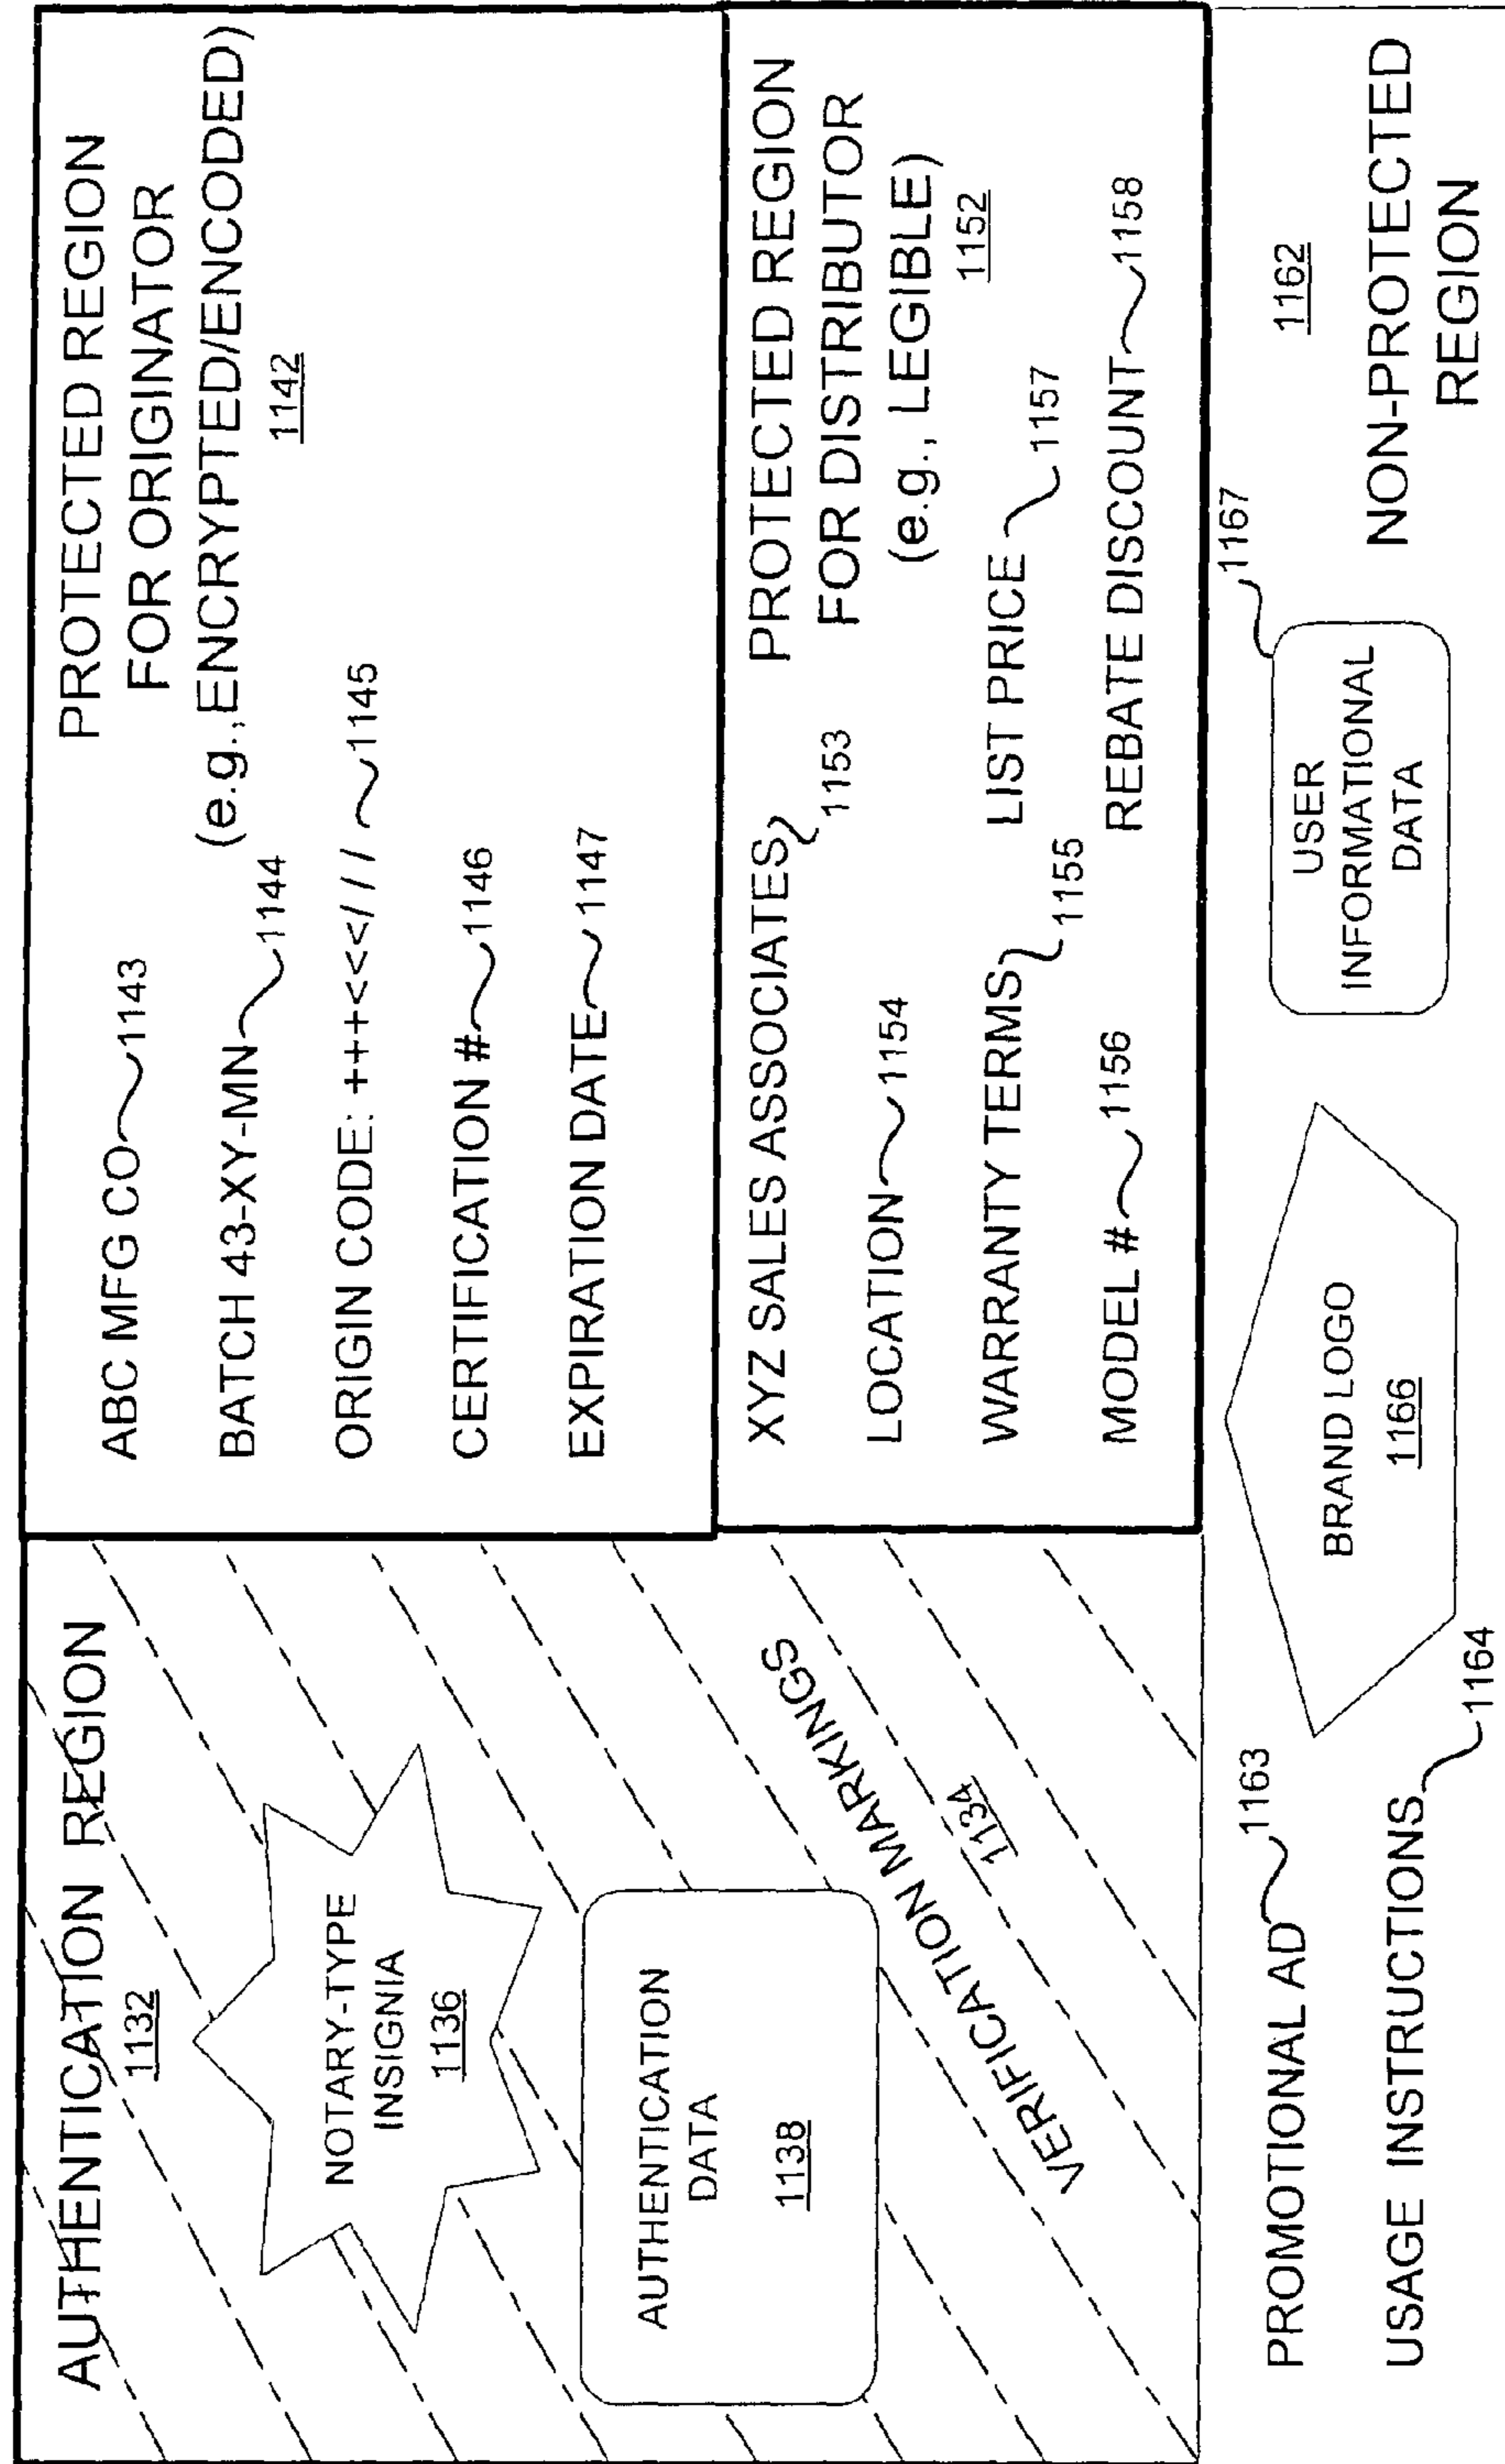 AUTHENTICATION REGION
1132
NOTARY-TYPE
INSIGNIA
1136
AUTHENTICATION
DATA
1138
VERIFICATION MARKINGS
1134
PROTECTED REGION
FOR ORIGINATOR
(e.g.,ENCRYPTED/ENCODED)
1142
ABC MFG CO 1143
BATCH 43-XY-MN 1144
ORIGIN CODE: +++<<</// 1145
CERTIFICATION # 1146
EXPIRATION DATE 1147
XYZ SALES ASSOCIATES 1153
PROTECTED REGION
FOR DISTRIBUTOR
(e.g., LEGIBLE)
1152
LOCATION 1154
WARRANTY TERMS 1155
LIST PRICE 1157
MODEL # 1156
REBATE DISCOUNT 1158
PROMOTIONAL AD 1163
USAGE INSTRUCTIONS 1164
BRAND LOGO
1166
USER
INFORMATIONAL
DATA
1167
1162
NON-PROTECTED
REGION